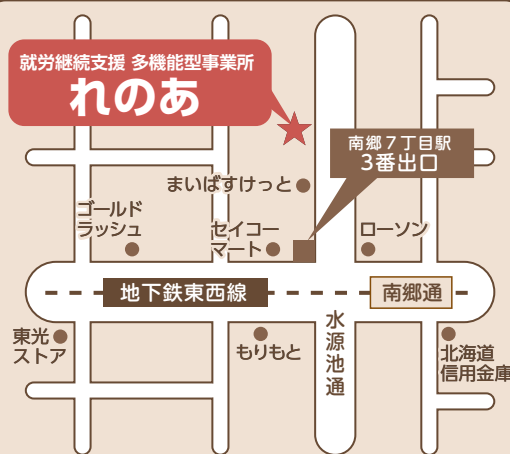 就労継続支援 多機能型事業所
れのあ
南郷7丁目駅
3番出口
まいばすけっと
ゴールド
ラッシュ
セイコー
マート
ローソン
地下鉄東西線
南郷通
東光
ストア
もりもと
水源池通
北海道
信用金庫